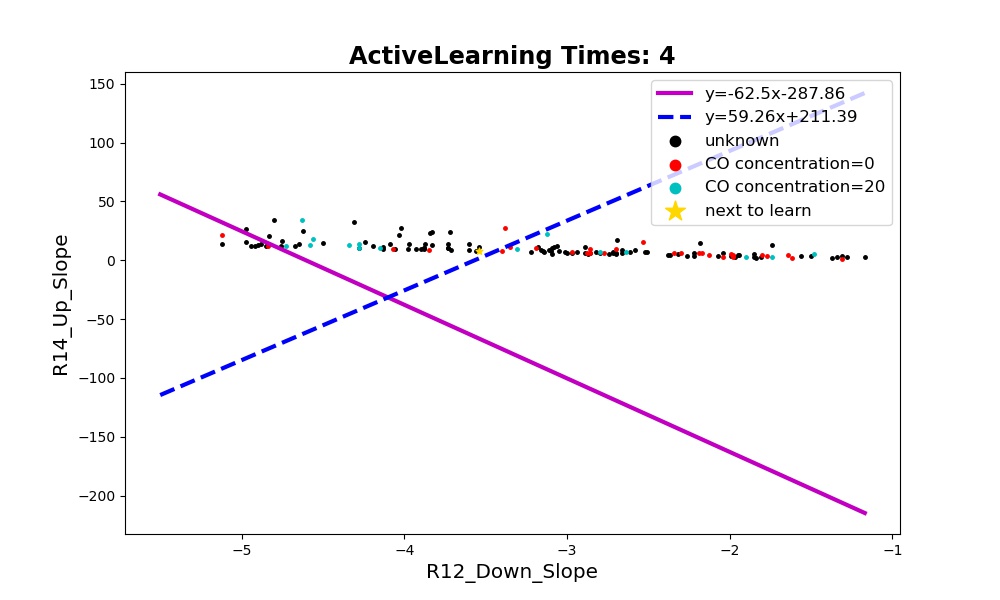 ActiveLearning Times: 4
y=-62.5x-287.86
y=59.26x+211.39
unknown
CO concentration=0
CO concentration=20
next to learn
R14_Up_Slope
150
100
50
0
−50
−100
−150
−200
−5
−4
−3
−2
−1
R12_Down_Slope